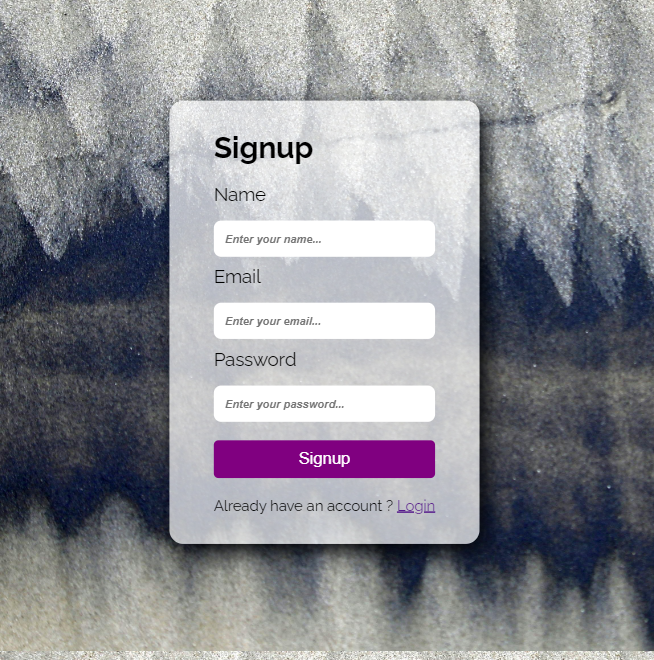 Signup
Name
Enter your name...
Email
Enter your email...
Password
Enter your password...
Signup
Already have an account ? Login